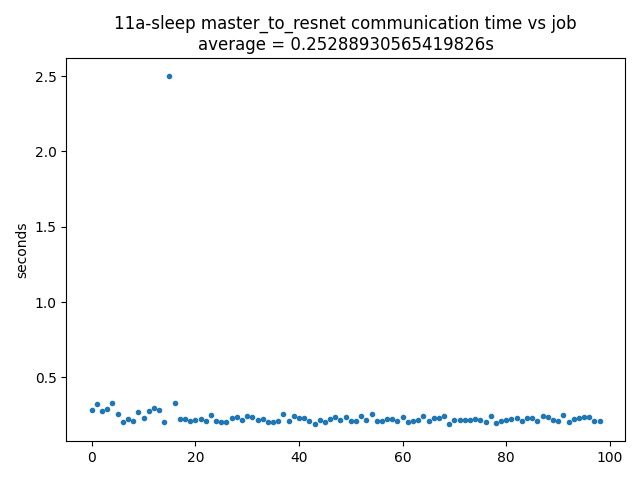 11a-sleep master_to_resnet communication time vs job
average = 0.25288930565419826s
2.5
2.0
1.5
1.0
0.5
seconds
0 20 40 60 80 100